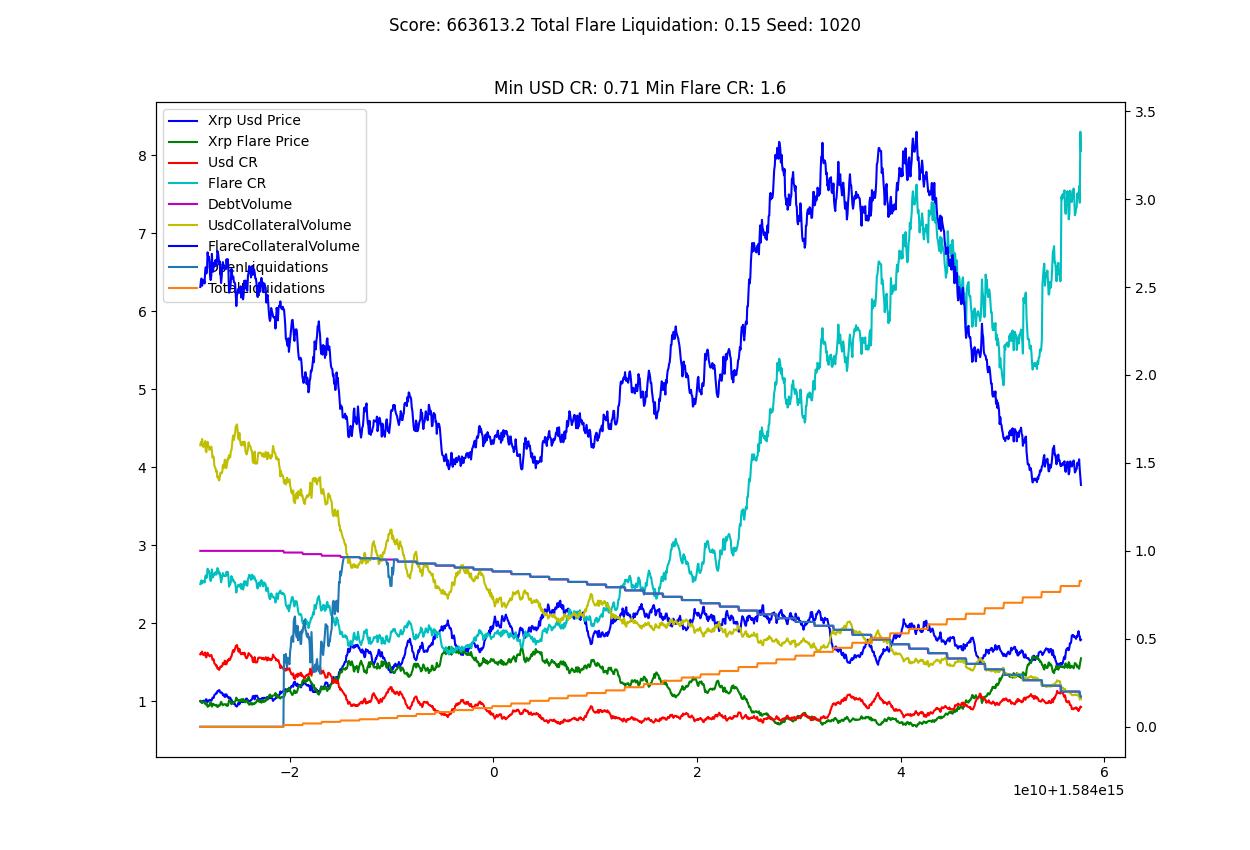 Score: 663613.2 Total Flare Liquidation: 0.15 Seed: 1020
Min USD CR: 0.71 Min Flare CR: 1.6
Xrp Usd Price
Xrp Flare Price
Usd CR
Flare CR
DebtVolume
UsdCollateralVolume
FlareCollateralVolume
OpenLiquidations
TotalLiquidations
8
7
6
5
4
3
2
1
3.5
3.0
2.5
2.0
1.5
1.0
0.5
0.0
−2
0
2
4
6
1e10+1.584e15